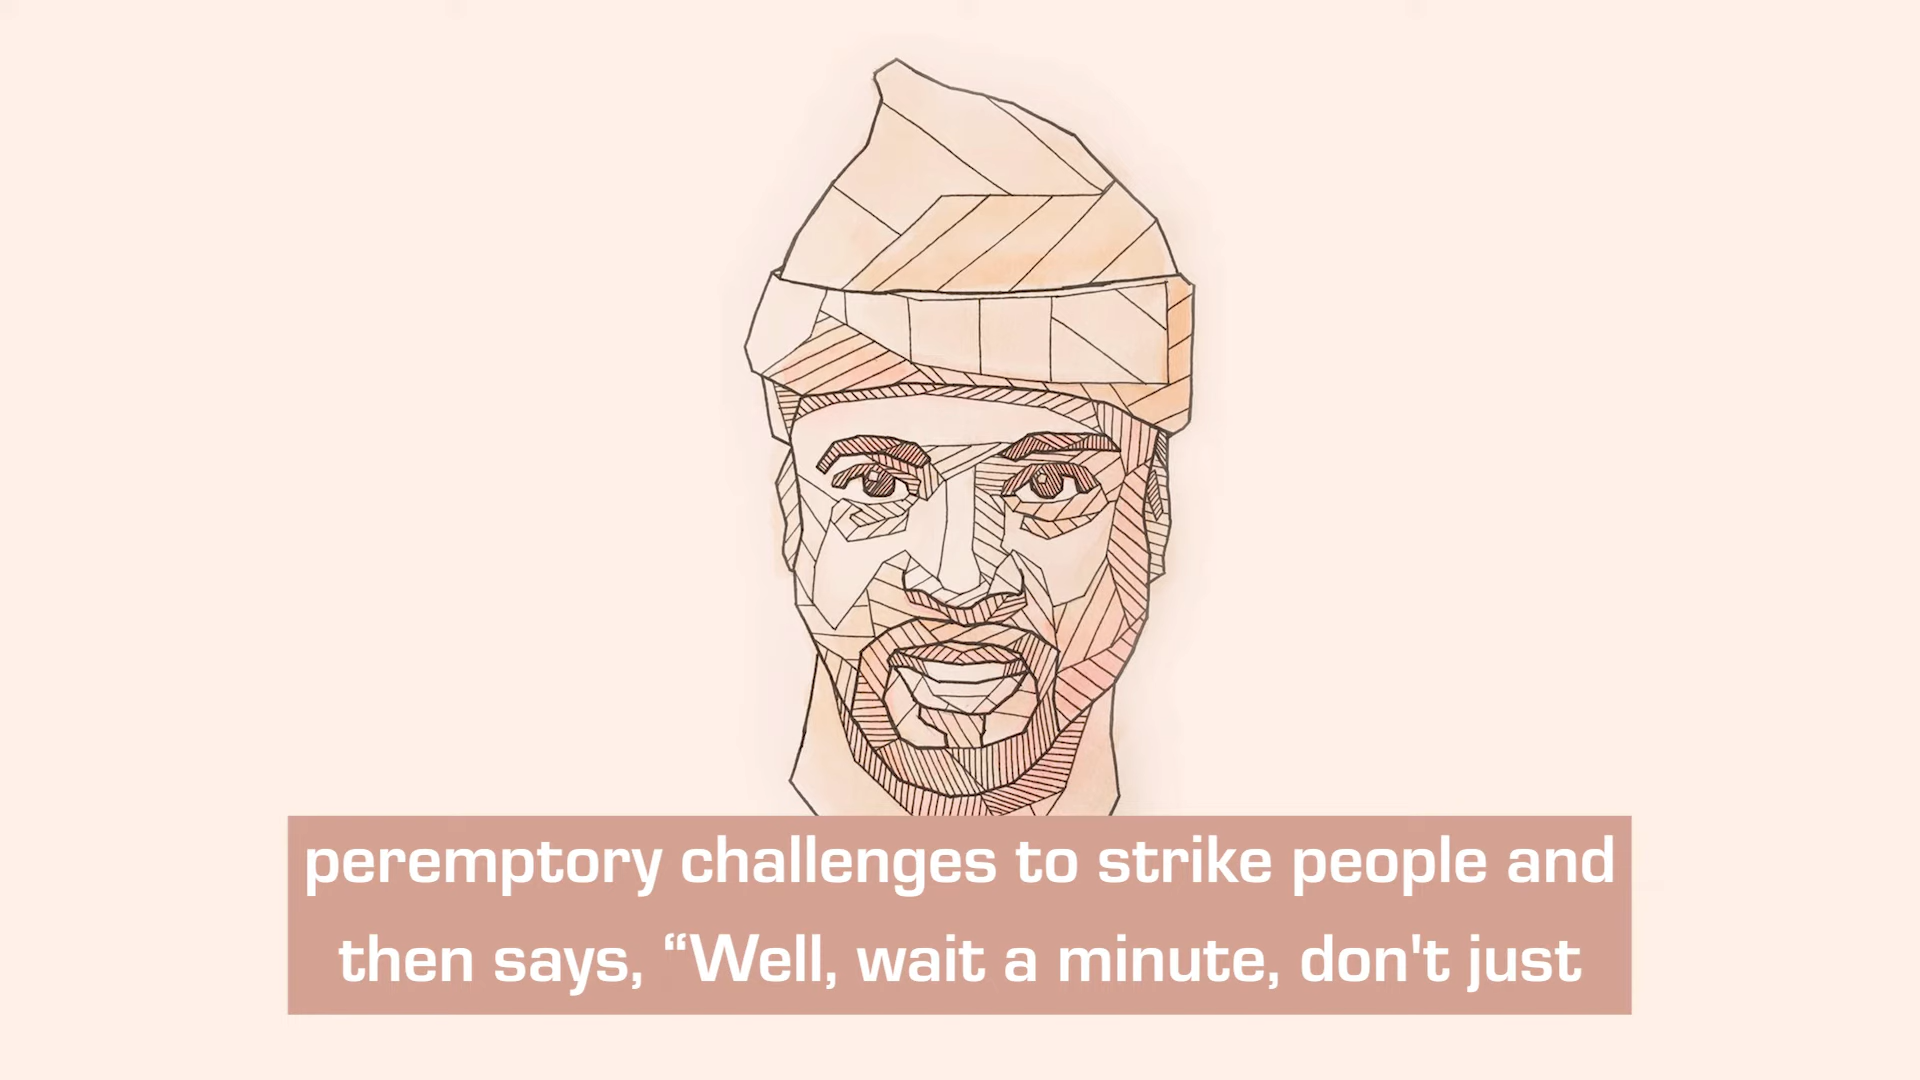 peremptory challenges to strike people and
then says, “Well, wait a minute, don't just